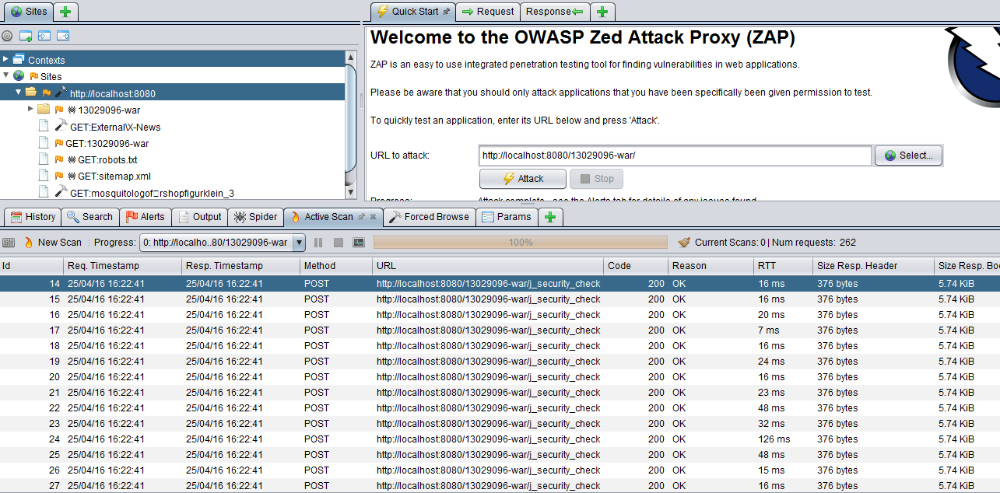 Sites
Quick Start Request Response
Welcome to the OWASP Zed Attack Proxy (ZAP)
ZAP is an easy to use integrated penetration testing tool for finding vulnerabilities in web applications.
Please be aware that you should only attack applications that you have been specifically been given permission to test.
To quickly test an application, enter its URL below and press 'Attack'.
URL to attack: http://localhost:8080/13029096-war/ Select...
Attack Stop
Progress: Attack complete - see the Alerts tab for details of any issues found
Contexts
Sites
http://localhost:8080
13029096-war
GET:External\X-News
GET:13029096-war
GET:robots.txt
GET:sitemap.xml
GET:mosquitologof□rshopfigurklein_3
History Search Alerts Output Spider Active Scan Forced Browse Params
New Scan Progress: 0: http://localho..80/13029096-war 100% Current Scans: 0 | Num requests: 262
Id Req. Timestamp Resp. Timestamp Method URL Code Reason RTT Size Resp. Header Size Resp. Bo
14 25/04/16 16:22:41 25/04/16 16:22:41 POST http://localhost:8080/13029096-war/j_security_check 200 OK 16 ms 376 bytes 5.74 KiB
15 25/04/16 16:22:41 25/04/16 16:22:41 POST http://localhost:8080/13029096-war/j_security_check 200 OK 16 ms 376 bytes 5.74 KiB
16 25/04/16 16:22:41 25/04/16 16:22:41 POST http://localhost:8080/13029096-war/j_security_check 200 OK 20 ms 376 bytes 5.74 KiB
17 25/04/16 16:22:41 25/04/16 16:22:41 POST http://localhost:8080/13029096-war/j_security_check 200 OK 7 ms 376 bytes 5.74 KiB
18 25/04/16 16:22:41 25/04/16 16:22:41 POST http://localhost:8080/13029096-war/j_security_check 200 OK 16 ms 376 bytes 5.74 KiB
19 25/04/16 16:22:41 25/04/16 16:22:41 POST http://localhost:8080/13029096-war/j_security_check 200 OK 24 ms 376 bytes 5.74 KiB
20 25/04/16 16:22:41 25/04/16 16:22:41 POST http://localhost:8080/13029096-war/j_security_check 200 OK 16 ms 376 bytes 5.74 KiB
21 25/04/16 16:22:41 25/04/16 16:22:41 POST http://localhost:8080/13029096-war/j_security_check 200 OK 23 ms 376 bytes 5.74 KiB
22 25/04/16 16:22:41 25/04/16 16:22:41 POST http://localhost:8080/13029096-war/j_security_check 200 OK 48 ms 376 bytes 5.74 KiB
23 25/04/16 16:22:41 25/04/16 16:22:41 POST http://localhost:8080/13029096-war/j_security_check 200 OK 32 ms 376 bytes 5.74 KiB
24 25/04/16 16:22:41 25/04/16 16:22:41 POST http://localhost:8080/13029096-war/j_security_check 200 OK 126 ms 376 bytes 5.74 KiB
25 25/04/16 16:22:41 25/04/16 16:22:41 POST http://localhost:8080/13029096-war/j_security_check 200 OK 48 ms 376 bytes 5.74 KiB
26 25/04/16 16:22:41 25/04/16 16:22:41 POST http://localhost:8080/13029096-war/j_security_check 200 OK 15 ms 376 bytes 5.74 KiB
27 25/04/16 16:22:41 25/04/16 16:22:41 POST http://localhost:8080/13029096-war/j_security_check 200 OK 16 ms 376 bytes 5.74 KiB